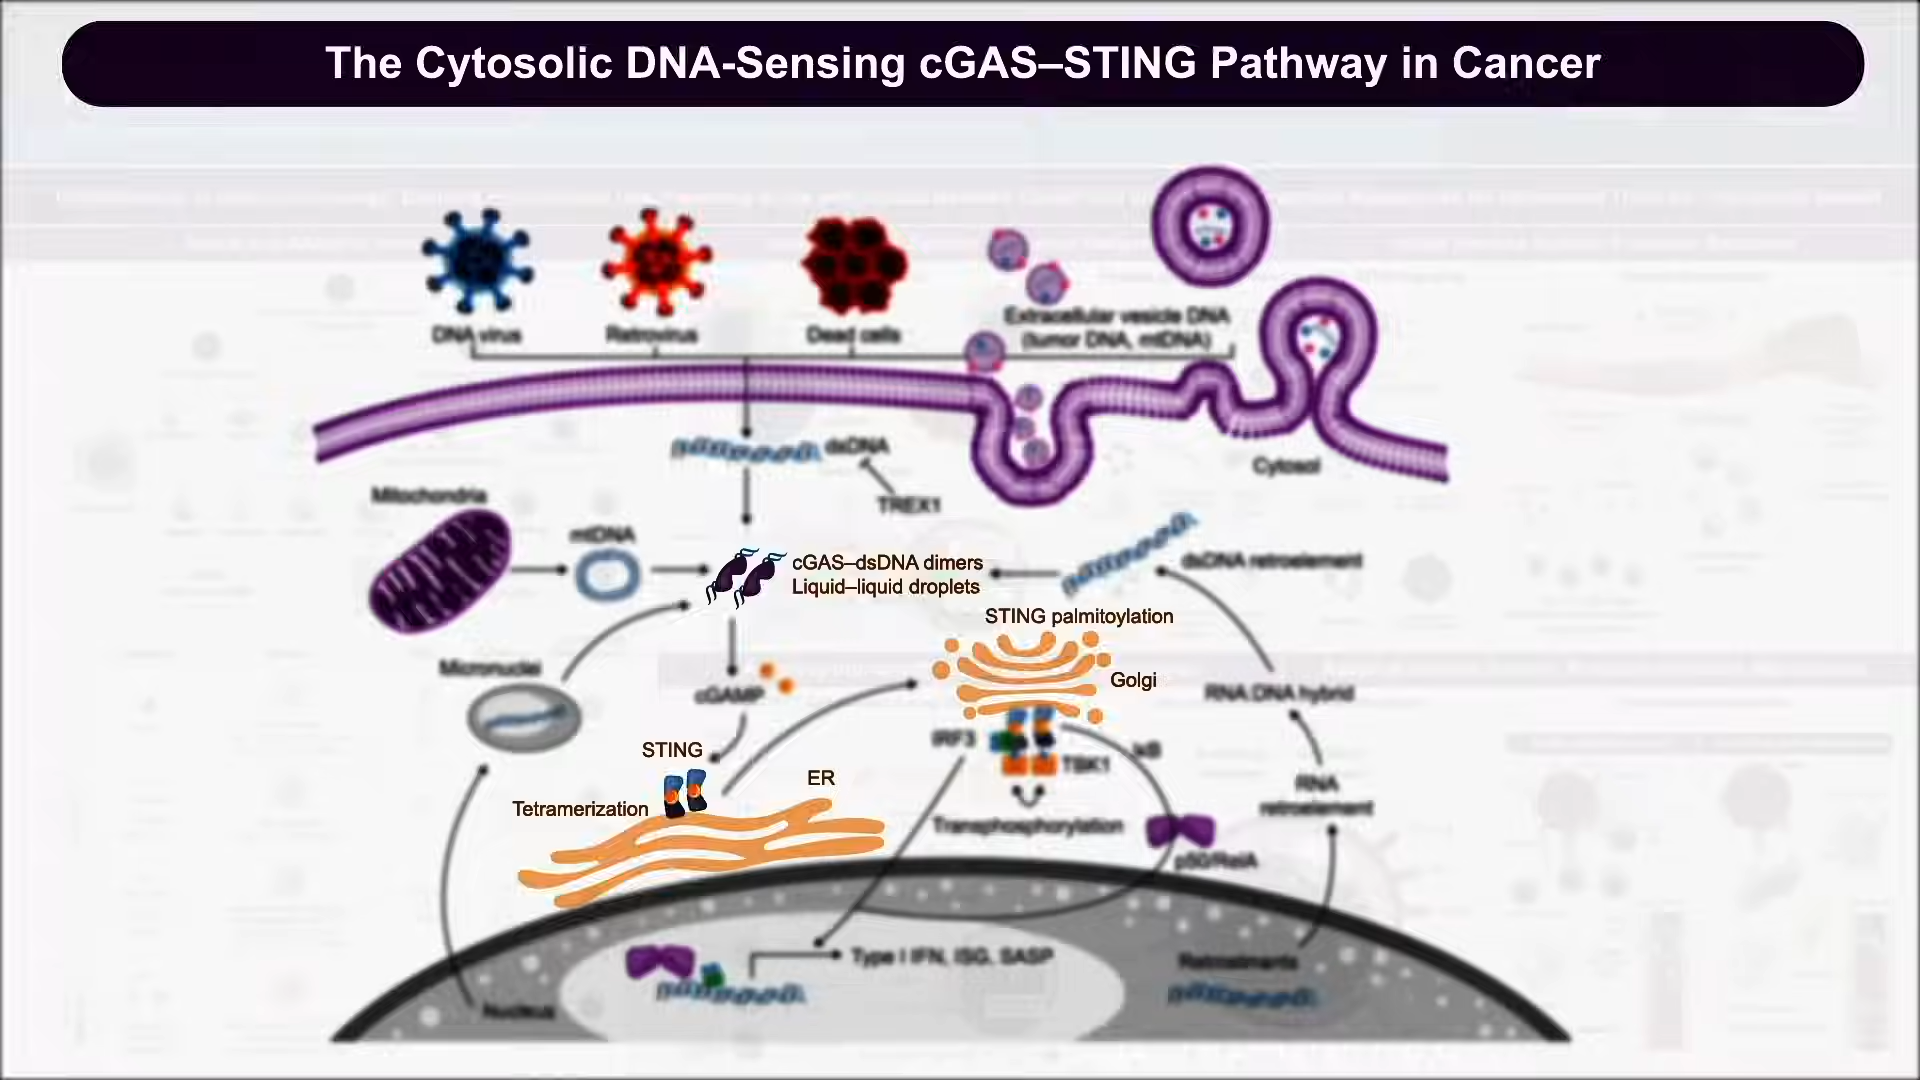 The Cytosolic DNA-Sensing cGAS–STING Pathway in Cancer
DNA virus
Retrovirus
Dead cells
Extracellular vesicle DNA
(tumor DNA, mtDNA)
dsDNA
Cytosol
Mitochondria
TREX1
mtDNA
cGAS–dsDNA dimers
Liquid–liquid droplets
dsDNA retroelement
STING palmitoylation
Micronuclei
Golgi
cGAMP
RNA:DNA hybrid
STING
IRF3
IκB
TBK1
ER
RNA
retroelement
Tetramerization
Transphosphorylation
p50/RelA
Type I IFN, ISG, SASP
Nucleus